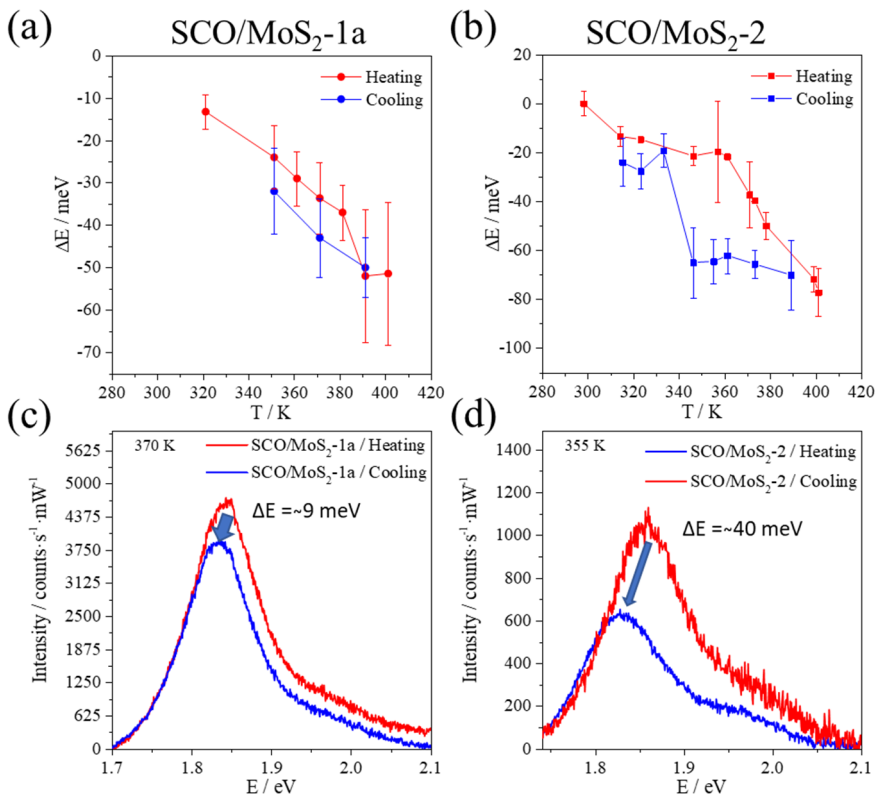 (a) SCO/MoS₂-1a
0
-10
-20
-30
-40
-50
-60
-70
ΔE / meV
Heating
Cooling
280 300 320 340 360 380 400 420
T / K
(b) SCO/MoS₂-2
20
0
-20
-40
-60
-80
-100
ΔE / meV
Heating
Cooling
280 300 320 340 360 380 400 420
T / K
(c)
5625
5000
4375
3750
3125
2500
1875
1250
625
0
Intensity / counts·s⁻¹·mW⁻¹
370 K
SCO/MoS₂-1a / Heating
SCO/MoS₂-1a / Cooling
ΔE =~9 meV
1.7 1.8 1.9 2.0 2.1
E / eV
(d)
1400
1200
1000
800
600
400
200
0
Intensity / counts·s⁻¹·mW⁻¹
355 K
SCO/MoS₂-2 / Heating
SCO/MoS₂-2 / Cooling
ΔE =~40 meV
1.8 1.9 2.0 2.1
E / eV